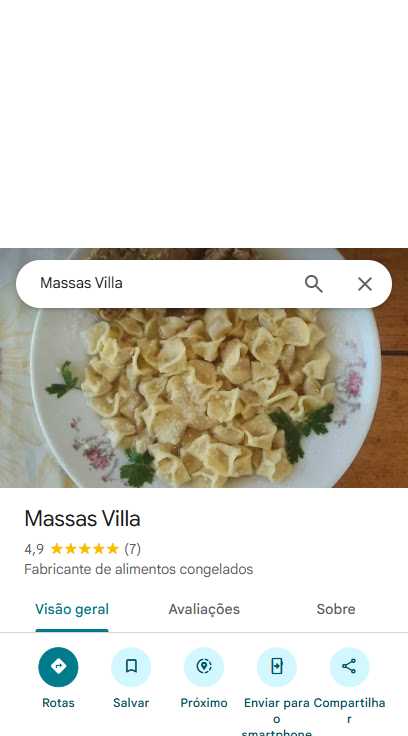 Massas Villa
Massas Villa
4,9 (7)
Fabricante de alimentos congelados
Visão geral Avaliações Sobre
Rotas Salvar Próximo Enviar para o smartphone Compartilhar